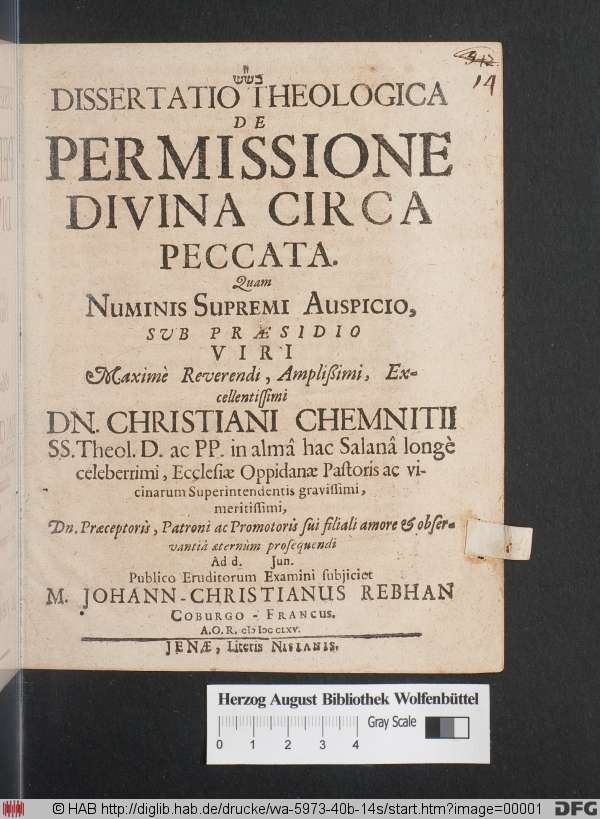 14
בשש״י
DISSERTATIO THEOLOGICA
DE
PERMISSIONE
DIVINA CIRCA
PECCATA.
Quam
NUMINIS SUPREMI AUSPICIO,
SVB PRÆSIDIO
VIRI
Maximè Reverendi, Amplißimi, Ex-
cellentissimi
DN. CHRISTIANI CHEMNITII
SS. Theol. D. ac PP. in almâ hac Salanâ longè
celeberrimi, Ecclesiæ Oppidanæ Pastoris ac vi-
cinarum Superintendentis gravissimi,
meritissimi,
Dn. Præceptoris, Patroni ac Promotoris sui filiali amore & obser-
vantiâ æternùm prosequendi
Ad d. Jun.
Publico Eruditorum Examini subjiciet
M. JOHANN-CHRISTIANUS REBHAN
COBURGO-FRANCUS.
A.O.R. cIɔ Iɔc cLxv.
JENÆ, Literis NISIANIS.
Herzog August Bibliothek Wolfenbüttel
Gray Scale
0 1 2 3 4
© HAB http://diglib.hab.de/drucke/wa-5973-40b-14s/start.htm?image=00001
DFG